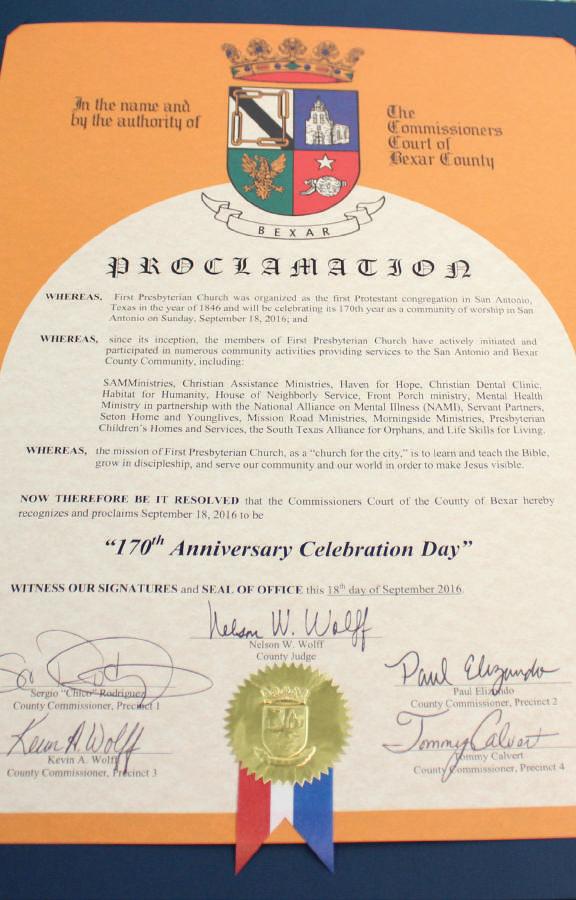 In the name and
by the authority of
The
Commissioners
Court of
Bexar County
BEXAR
PROCLAMATION
WHEREAS, First Presbyterian Church was organized as the first Protestant congregation in San Antonio,
Texas in the year of 1846 and will be celebrating its 170th year as a community of worship in San
Antonio on Sunday, September 18, 2016; and
WHEREAS, since its inception, the members of First Presbyterian Church have actively initiated and
participated in numerous community activities providing services to the San Antonio and Bexar
County Community, including:
SAMMinistries, Christian Assistance Ministries, Haven for Hope, Christian Dental Clinic,
Habitat for Humanity, House of Neighborly Service, Front Porch ministry, Mental Health
Ministry in partnership with the National Alliance on Mental Illness (NAMI), Servant Partners,
Seton Home and Younglives, Mission Road Ministries, Morningside Ministries, Presbyterian
Children's Homes and Services, the South Texas Alliance for Orphans, and Life Skills for Living.
WHEREAS, the mission of First Presbyterian Church, as a "church for the city," is to learn and teach the Bible,
grow in discipleship, and serve our community and our world in order to make Jesus visible.
NOW THEREFORE BE IT RESOLVED that the Commissioners Court of the County of Bexar hereby
recognizes and proclaims September 18, 2016 to be
"170th Anniversary Celebration Day"
WITNESS OUR SIGNATURES and SEAL OF OFFICE this 18th day of September 2016.
Nelson W. Wolff
Nelson W. Wolff
County Judge
Sergio "Chico" Rodriguez
County Commissioner, Precinct 1
Paul Elizondo
Paul Elizondo
County Commissioner, Precinct 2
Kevin A. Wolff
Kevin A. Wolff
County Commissioner, Precinct 3
Tommy Calvert
Tommy Calvert
County Commissioner, Precinct 4